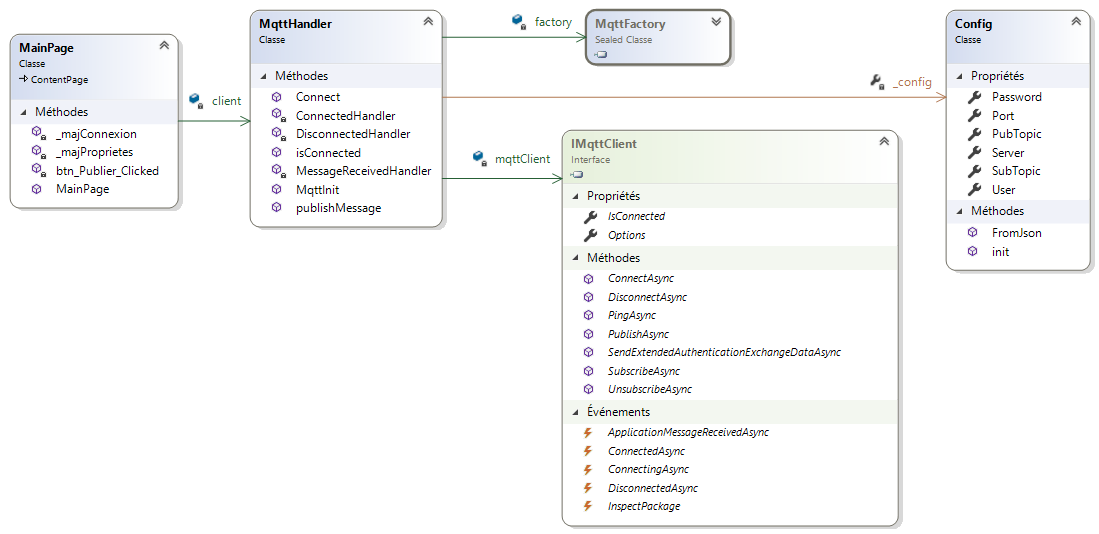 MainPage
Classe
ContentPage
Méthodes
_majConnexion
_majProprietes
btn_Publier_Clicked
MainPage
client
MqttHandler
Classe
Méthodes
Connect
ConnectedHandler
DisconnectedHandler
isConnected
MessageReceivedHandler
MqttInit
publishMessage
factory
MqttFactory
Sealed Classe
_config
mqttClient
IMqttClient
Interface
Propriétés
IsConnected
Options
Méthodes
ConnectAsync
DisconnectAsync
PingAsync
PublishAsync
SendExtendedAuthenticationExchangeDataAsync
SubscribeAsync
UnsubscribeAsync
Événements
ApplicationMessageReceivedAsync
ConnectedAsync
ConnectingAsync
DisconnectedAsync
InspectPackage
Config
Classe
Propriétés
Password
Port
PubTopic
Server
SubTopic
User
Méthodes
FromJson
init